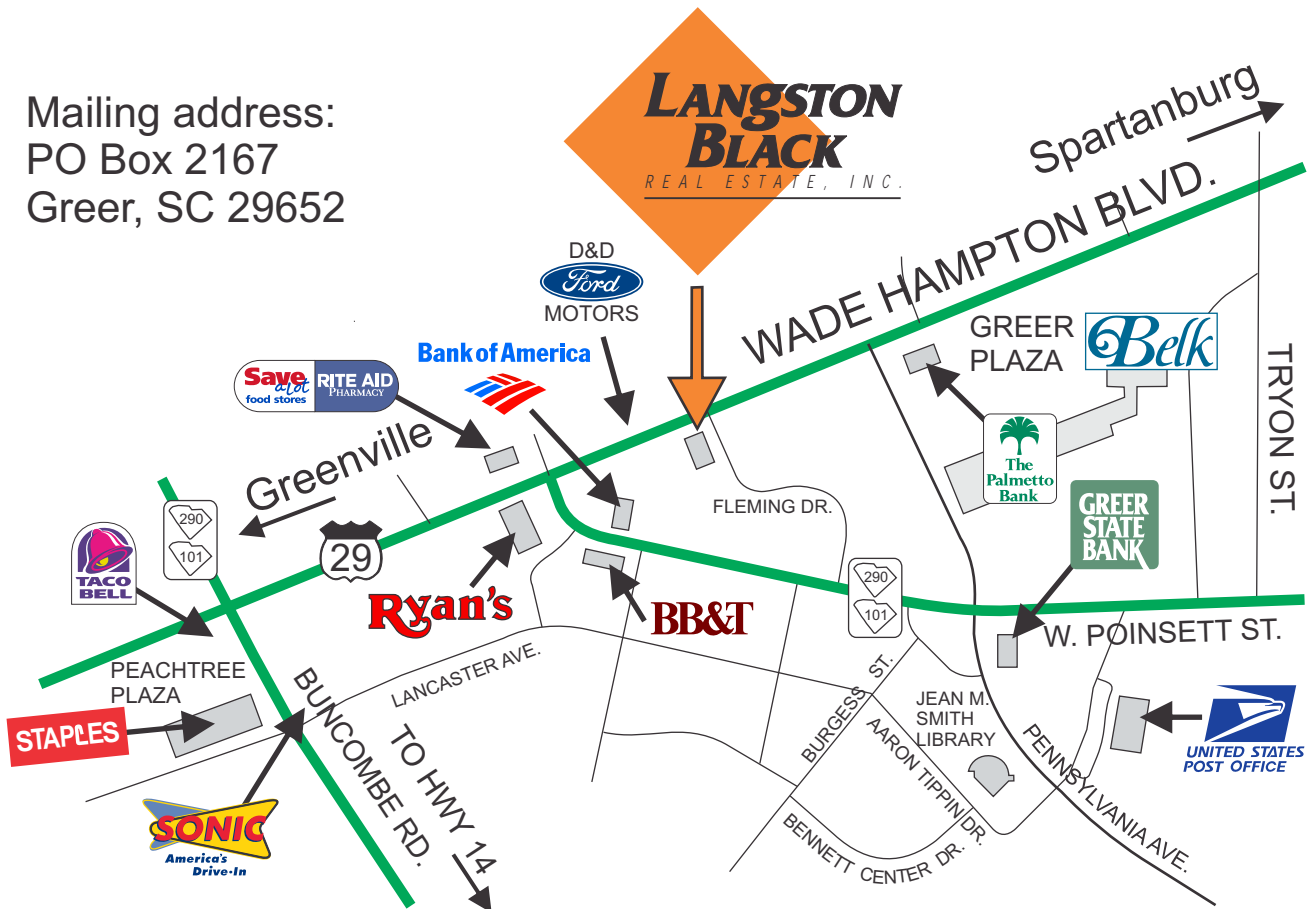 Mailing address:
PO Box 2167
Greer, SC 29652
LANGSTON
BLACK
REAL ESTATE, INC.
Spartanburg
WADE HAMPTON BLVD.
D&D
Ford
MOTORS
Bank of America
Save
a lot
food stores
RITE AID
PHARMACY
Greenville
GREER
PLAZA
Belk
TRYON ST.
The
Palmetto
Bank
GREER
STATE
BANK
FLEMING DR.
290
101
29
TACO
BELL
Ryan's
BB&T
290
101
W. POINSETT ST.
PEACHTREE
PLAZA
LANCASTER AVE.
STAPLES
BUNCOMBE RD.
TO HWY 14
SONIC
America's
Drive-In
BURGESS ST.
JEAN M.
SMITH
LIBRARY
AARON TIPPIN DR.
BENNETT CENTER DR.
PENNSYLVANIA AVE.
UNITED STATES
POST OFFICE